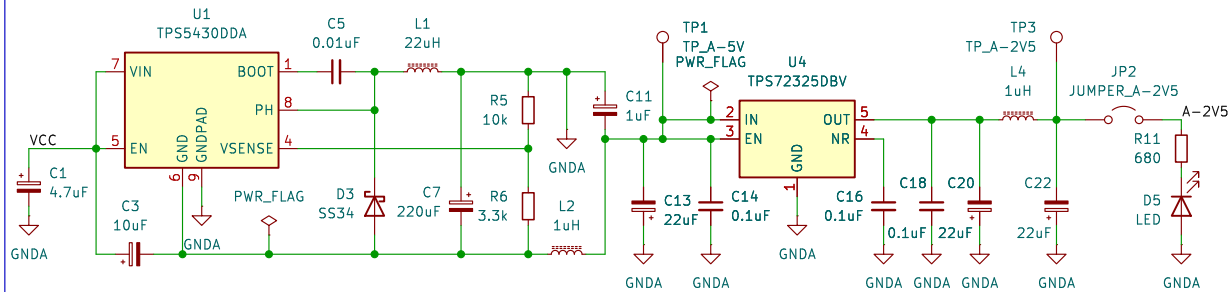 U1
TPS5430DDA
7
VIN
BOOT
1
PH
8
5
EN
VSENSE
4
GND
GNDPAD
6
9
VCC
C1
4.7uF
GNDA
C3
10uF
GNDA
PWR_FLAG
C5
0.01uF
L1
22uH
D3
SS34
C7
220uF
R5
10k
R6
3.3k
GNDA
L2
1uH
C11
1uF
TP1
TP_A-5V
PWR_FLAG
U4
TPS72325DBV
2
IN
3
EN
OUT
5
NR
4
GND
1
GNDA
C13
22uF
GNDA
C14
0.1uF
GNDA
C16
0.1uF
GNDA
C18
0.1uF
GNDA
C20
22uF
GNDA
L4
1uH
TP3
TP_A-2V5
C22
22uF
GNDA
JP2
JUMPER_A-2V5
A-2V5
R11
680
D5
LED
GNDA